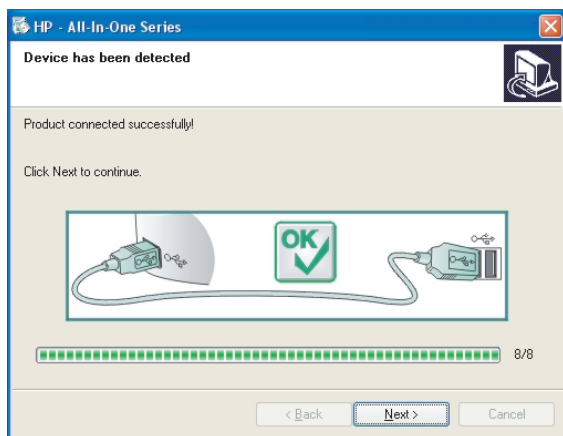 HP - All-In-One Series
Device has been detected
Product connected successfully!
Click Next to continue.
OK
8/8
< Back
Next >
Cancel